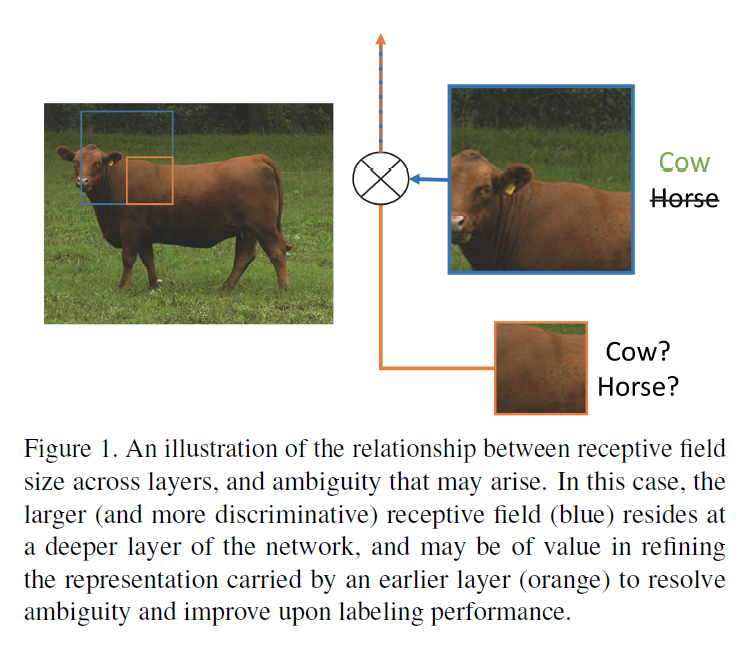 Cow
Horse
Cow?
Horse?
Figure 1. An illustration of the relationship between receptive field
size across layers, and ambiguity that may arise. In this case, the
larger (and more discriminative) receptive field (blue) resides at
a deeper layer of the network, and may be of value in refining
the representation carried by an earlier layer (orange) to resolve
ambiguity and improve upon labeling performance.